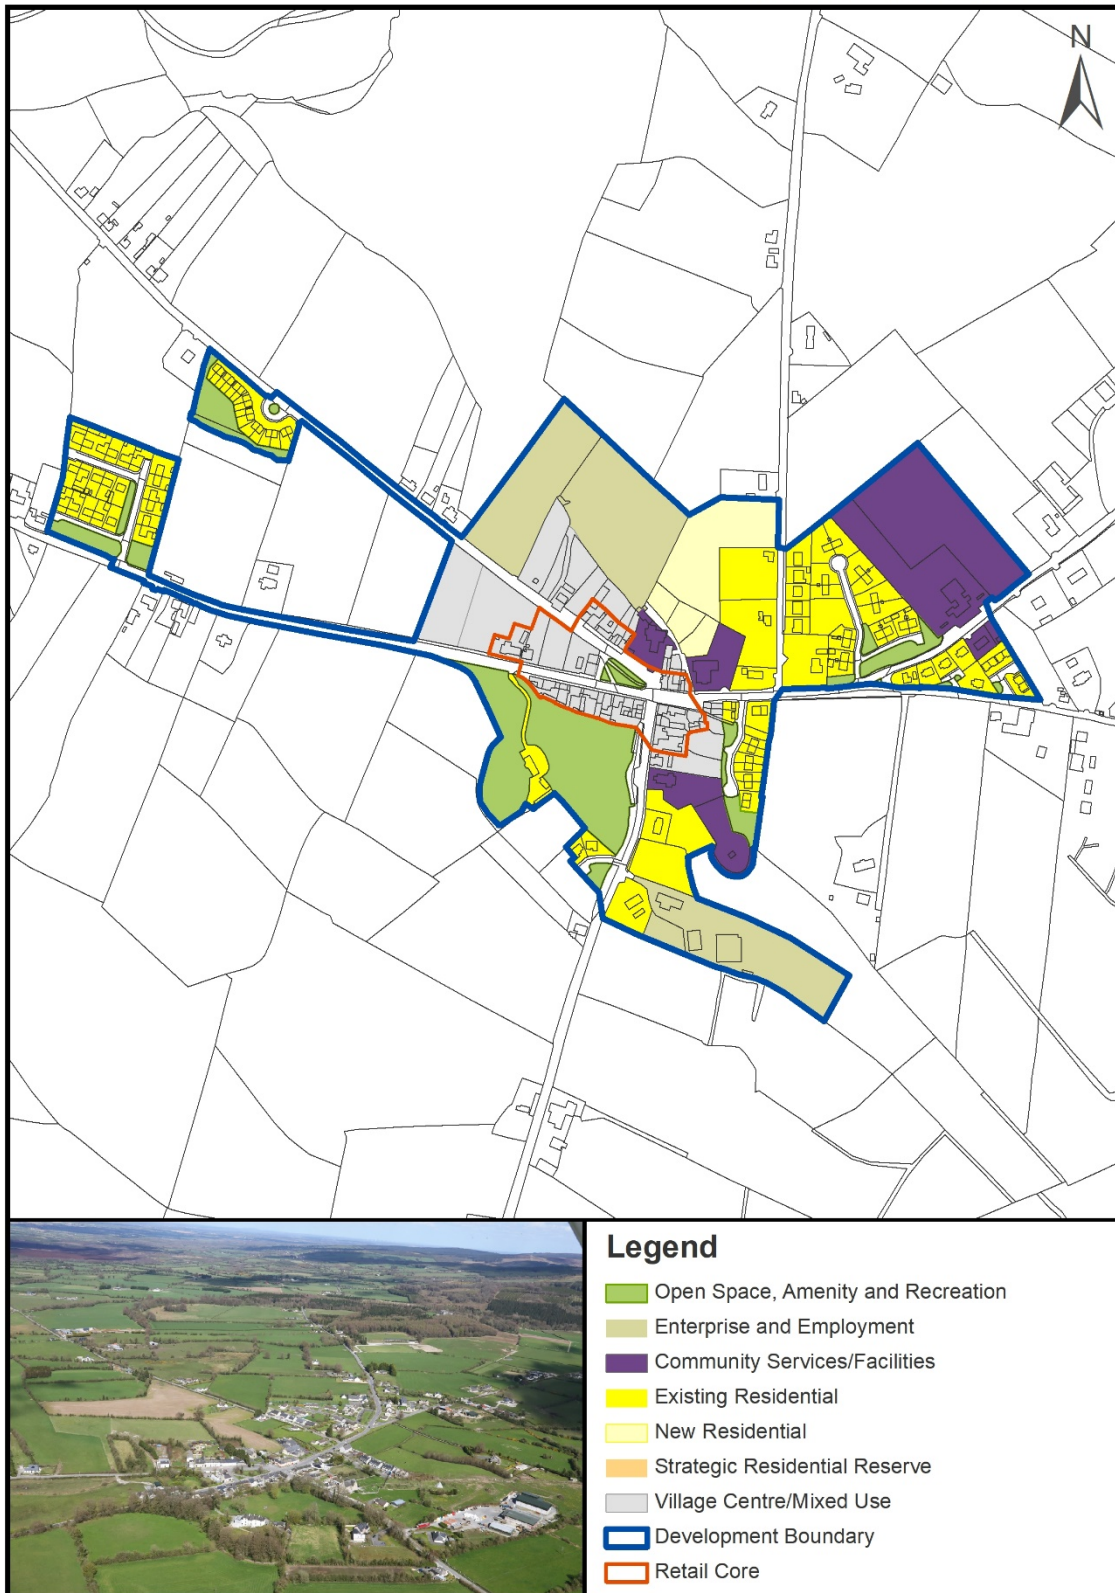 N
Legend
Open Space, Amenity and Recreation
Enterprise and Employment
Community Services/Facilities
Existing Residential
New Residential
Strategic Residential Reserve
Village Centre/Mixed Use
Development Boundary
Retail Core